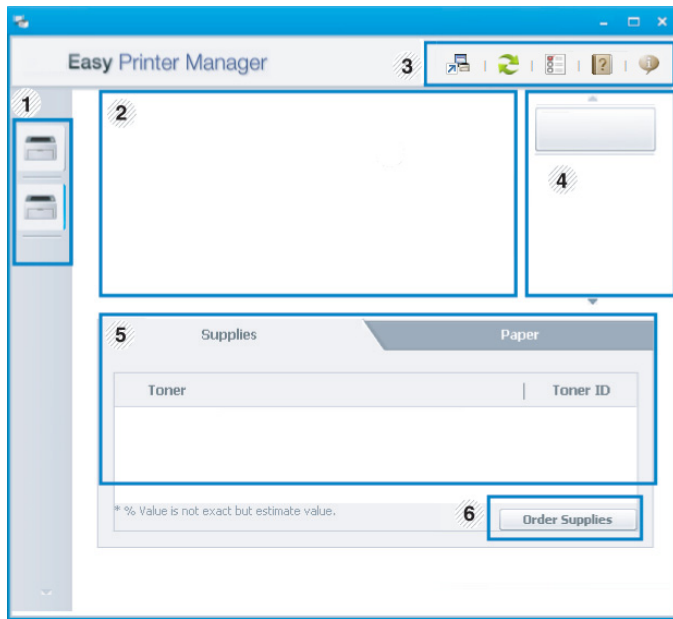 Easy Printer Manager
3
1
2
4
5
Supplies
Paper
Toner
Toner ID
* % Value is not exact but estimate value.
6
Order Supplies